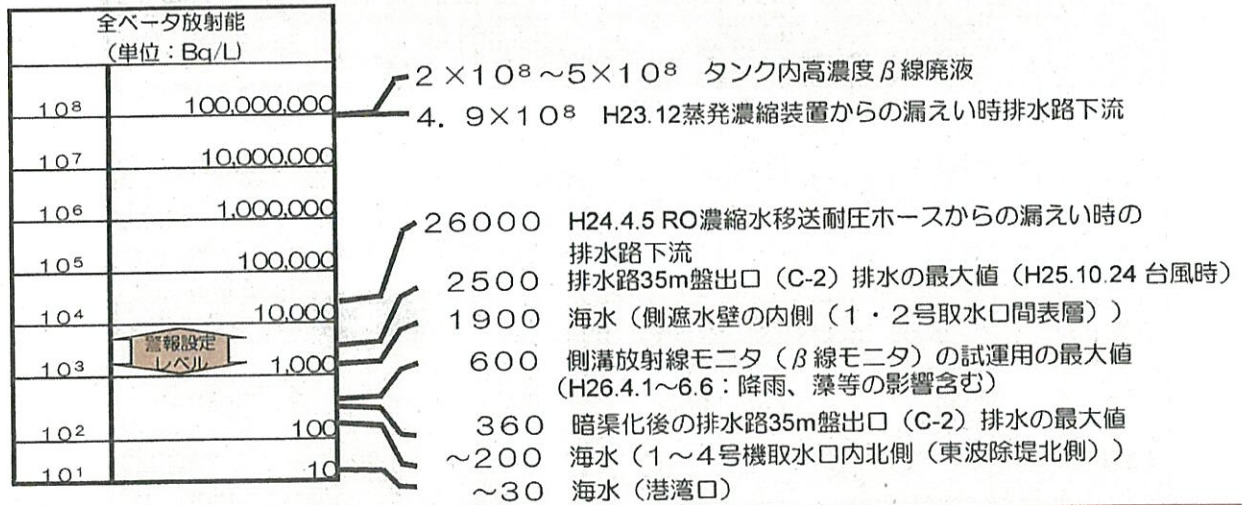 全ベータ放射能
(単位：Bq/L)
10⁸ 100,000,000
10⁷ 10,000,000
10⁶ 1,000,000
10⁵ 100,000
10⁴ 10,000
警報設定
レベル
10³ 1,000
10² 100
10¹ 10
2×10⁸～5×10⁸ タンク内高濃度β線廃液
4．9×10⁸ H23.12蒸発濃縮装置からの漏えい時排水路下流
26000 H24.4.5 RO濃縮水移送耐圧ホースからの漏えい時の
排水路下流
2500 排水路35m盤出口（C-2）排水の最大値（H25.10.24 台風時）
1900 海水（側遮水壁の内側（1・2号取水口間表層））
600 側溝放射線モニタ（β線モニタ）の試運用の最大値
（H26.4.1～6.6：降雨、藻等の影響含む）
360 暗渠化後の排水路35m盤出口（C-2）排水の最大値
～200 海水（1～4号機取水口内北側（東波除堤北側））
～30 海水（港湾口）